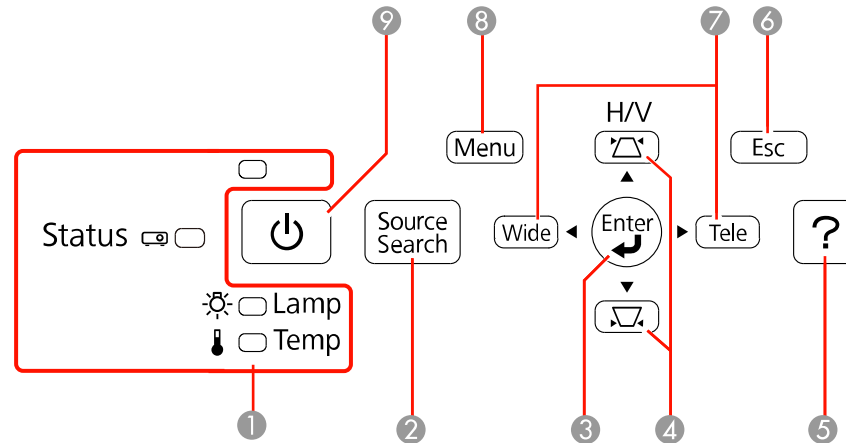 9 8 7 6
H/V
Menu Esc
Status
Source
Search
Wide Enter Tele ?
Lamp
Temp
1 2 3 4 5